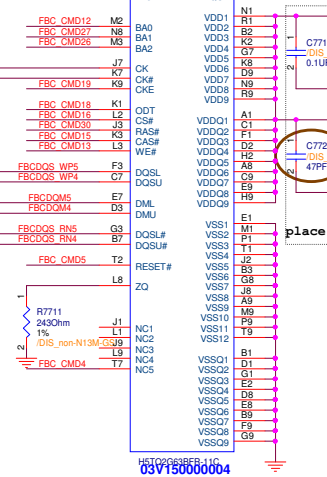 FBC_CMD12 M2 BA0
FBC_CMD27 N8 BA1
FBC_CMD26 M3 BA2
J7 CK
K7 CK#
FBC_CMD19 K9 CKE
FBC_CMD18 K1 ODT
FBC_CMD16 L2 CS#
FBC_CMD30 J3 RAS#
FBC_CMD15 K3 CAS#
FBC_CMD13 L3 WE#
FBCDQS_WP5 F3 DQSL
FBCDQS_WP4 C7 DQSU
FBCDQM5 E7 DML
FBCDQM4 D3 DMU
FBCDQS_RN5 G3 DQSL#
FBCDQS_RN4 B7 DQSU#
FBC_CMD5 T2 RESET#
L8 ZQ
1
R7711
243Ohm
1%
/DIS_non-N13M-GS
2
J1 NC1
L1 NC2
J9 NC3
L9 NC4
FBC_CMD4 T7 NC5
VDD1 N1
VDD2 R1
VDD3 B2
VDD4 K2
VDD5 G7
VDD6 K8
VDD7 D9
VDD8 N9
VDD9 R9
VDDQ1 A1
VDDQ2 C1
VDDQ3 F1
VDDQ4 D2
VDDQ5 H2
VDDQ6 A8
VDDQ7 C9
VDDQ8 E9
VDDQ9 H9
VSS1 E1
VSS2 M1
VSS3 P1
VSS4 T1
VSS5 J2
VSS6 B3
VSS7 G8
VSS8 J8
VSS9 A9
VSS10 M9
VSS11 P9
VSS12 T9
VSSQ1 B1
VSSQ2 D1
VSSQ3 G1
VSSQ4 E2
VSSQ5 D8
VSSQ6 E8
VSSQ7 B9
VSSQ8 F9
VSSQ9 G9
1
C771
/DIS
0.1U
2
1
C772
/DIS
47PF
2
place
H5TQ2G63BFR-11C
03V150000004